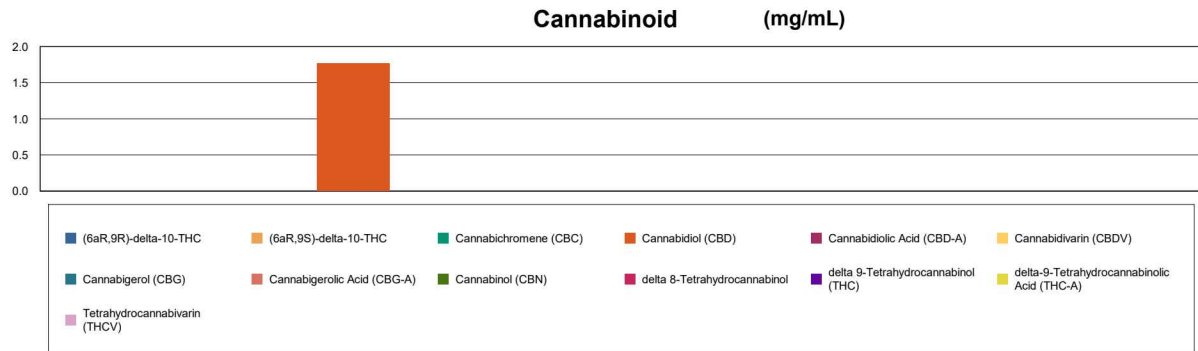 Cannabinoid (mg/mL)
2.0
1.5
1.0
0.5
0.0
(6aR,9R)-delta-10-THC
(6aR,9S)-delta-10-THC
Cannabichromene (CBC)
Cannabidiol (CBD)
Cannabidiolic Acid (CBD-A)
Cannabidivarin (CBDV)
Cannabigerol (CBG)
Cannabigerolic Acid (CBG-A)
Cannabinol (CBN)
delta 8-Tetrahydrocannabinol
delta 9-Tetrahydrocannabinol
(THC)
delta-9-Tetrahydrocannabinolic
Acid (THC-A)
Tetrahydrocannabivarin
(THCV)